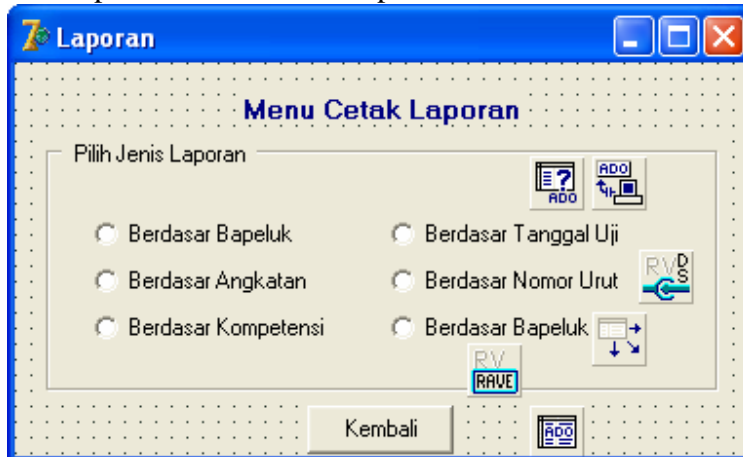 7 Laporan
Menu Cetak Laporan
Pilih Jenis Laporan
? ADO
ADO
Berdasar Bapeluk
Berdasar Tanggal Uji
RV DS
Berdasar Angkatan
Berdasar Nomor Urut
Berdasar Kompetensi
Berdasar Bapeluk
RV RAVE
Kembali
ADO